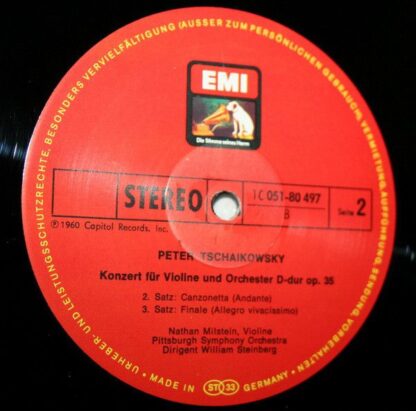 URHEBER- UND LEISTUNGSSCHUTZRECHTE, BESONDERS VERVIELFÄLTIGUNG (AUSSER ZUM PERSÖNLICHEN GEBRAUCH), VERMIETUNG, AUFFÜHRUNG, SENDUNG, VORBEHALTEN
EMI
Die Stimme seines Herrn
STEREO
1C 051-80 497
B
Seite 2
℗1960 Capitol Records, Inc.
PETER TSCHAIKOWSKY
Konzert für Violine und Orchester D-dur op. 35
2. Satz: Canzonetta (Andante)
3. Satz: Finale (Allegro vivacissimo)
Nathan Milstein, Violine
Pittsburgh Symphony Orchestra
Dirigent William Steinberg
MADE IN ST 33 GERMANY